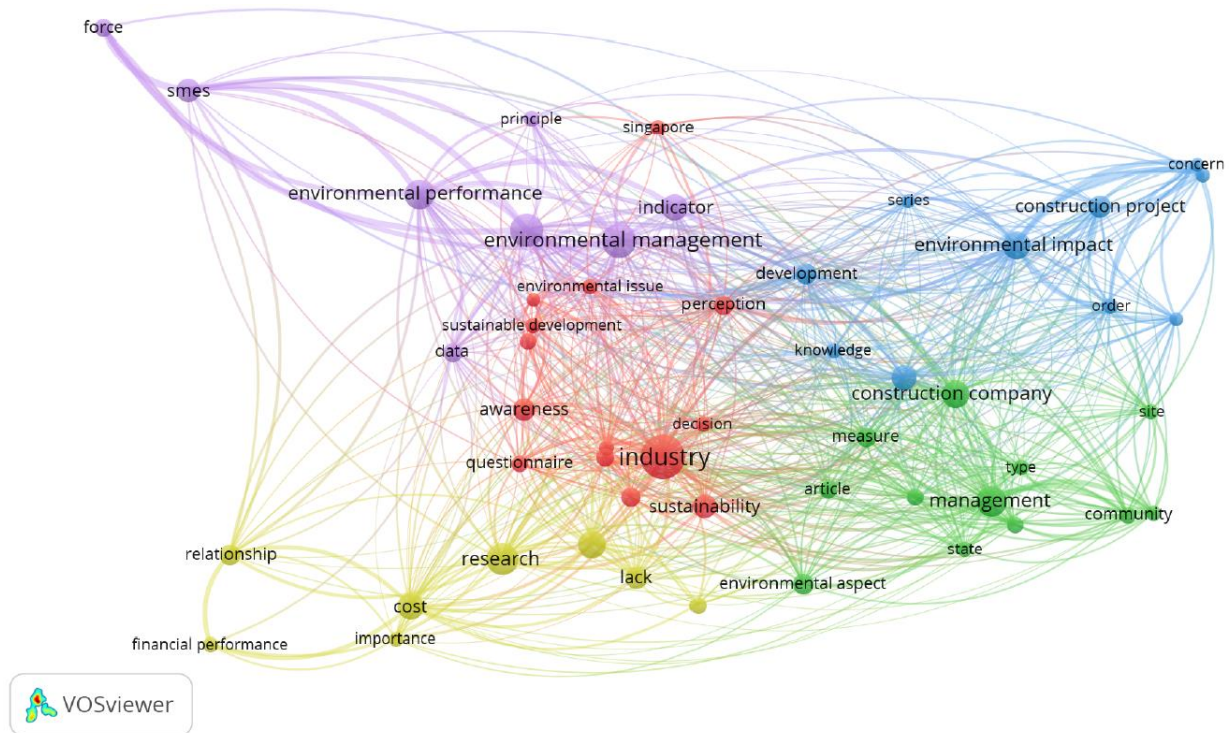 force
smes
principle
singapore
concern
environmental performance
series
indicator
construction project
environmental management
environmental impact
development
environmental issue
perception
order
sustainable development
data
knowledge
construction company
awareness
site
decision
measure
industry
questionnaire
type
article
sustainability
management
community
relationship
research
state
lack
environmental aspect
cost
financial performance
importance
VOSviewer